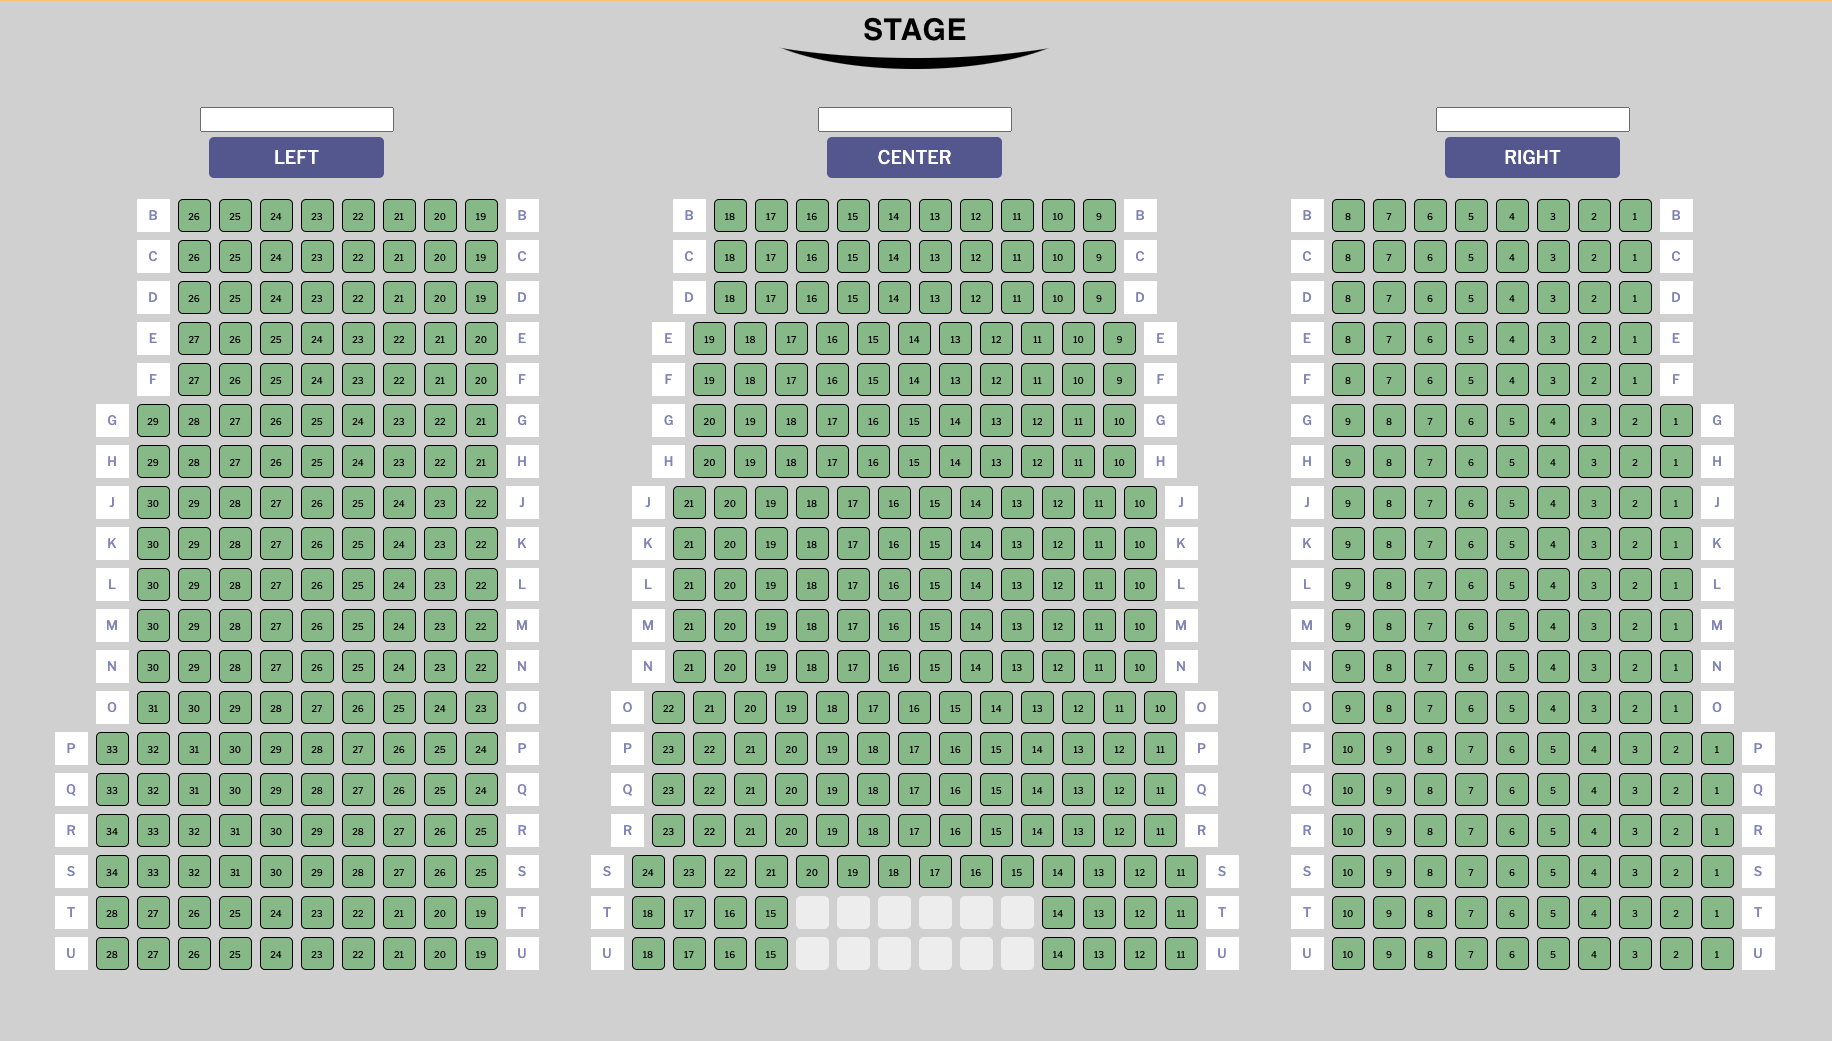 STAGE
LEFT CENTER RIGHT
B 26 25 24 23 22 21 20 19 B B 18 17 16 15 14 13 12 11 10 9 B B 8 7 6 5 4 3 2 1 B
C 26 25 24 23 22 21 20 19 C C 18 17 16 15 14 13 12 11 10 9 C C 8 7 6 5 4 3 2 1 C
D 26 25 24 23 22 21 20 19 D D 18 17 16 15 14 13 12 11 10 9 D D 8 7 6 5 4 3 2 1 D
E 27 26 25 24 23 22 21 20 E E 19 18 17 16 15 14 13 12 11 10 9 E E 8 7 6 5 4 3 2 1 E
F 27 26 25 24 23 22 21 20 F F 19 18 17 16 15 14 13 12 11 10 9 F F 8 7 6 5 4 3 2 1 F
G 29 28 27 26 25 24 23 22 21 G G 20 19 18 17 16 15 14 13 12 11 10 G G 9 8 7 6 5 4 3 2 1 G
H 29 28 27 26 25 24 23 22 21 H H 20 19 18 17 16 15 14 13 12 11 10 H H 9 8 7 6 5 4 3 2 1 H
J 30 29 28 27 26 25 24 23 22 J J 21 20 19 18 17 16 15 14 13 12 11 10 J J 9 8 7 6 5 4 3 2 1 J
K 30 29 28 27 26 25 24 23 22 K K 21 20 19 18 17 16 15 14 13 12 11 10 K K 9 8 7 6 5 4 3 2 1 K
L 30 29 28 27 26 25 24 23 22 L L 21 20 19 18 17 16 15 14 13 12 11 10 L L 9 8 7 6 5 4 3 2 1 L
M 30 29 28 27 26 25 24 23 22 M M 21 20 19 18 17 16 15 14 13 12 11 10 M M 9 8 7 6 5 4 3 2 1 M
N 30 29 28 27 26 25 24 23 22 N N 21 20 19 18 17 16 15 14 13 12 11 10 N N 9 8 7 6 5 4 3 2 1 N
O 31 30 29 28 27 26 25 24 23 O O 22 21 20 19 18 17 16 15 14 13 12 11 10 O O 9 8 7 6 5 4 3 2 1 O
P 33 32 31 30 29 28 27 26 25 24 P P 23 22 21 20 19 18 17 16 15 14 13 12 11 P P 10 9 8 7 6 5 4 3 2 1 P
Q 33 32 31 30 29 28 27 26 25 24 Q Q 23 22 21 20 19 18 17 16 15 14 13 12 11 Q Q 10 9 8 7 6 5 4 3 2 1 Q
R 34 33 32 31 30 29 28 27 26 25 R R 23 22 21 20 19 18 17 16 15 14 13 12 11 R R 10 9 8 7 6 5 4 3 2 1 R
S 34 33 32 31 30 29 28 27 26 25 S S 24 23 22 21 20 19 18 17 16 15 14 13 12 11 S S 10 9 8 7 6 5 4 3 2 1 S
T 28 27 26 25 24 23 22 21 20 19 T T 18 17 16 15 14 13 12 11 T T 10 9 8 7 6 5 4 3 2 1 T
U 28 27 26 25 24 23 22 21 20 19 U U 18 17 16 15 14 13 12 11 U U 10 9 8 7 6 5 4 3 2 1 U